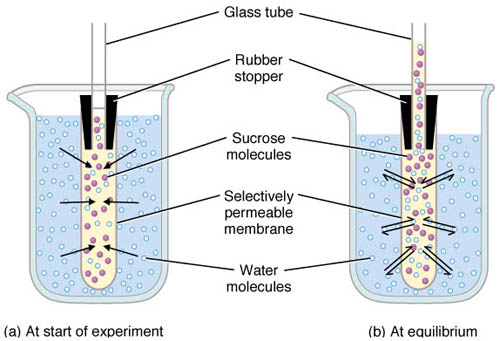 Glass tube
Rubber
stopper
Sucrose
molecules
Selectively
permeable
membrane
Water
molecules
(a) At start of experiment
(b) At equilibrium